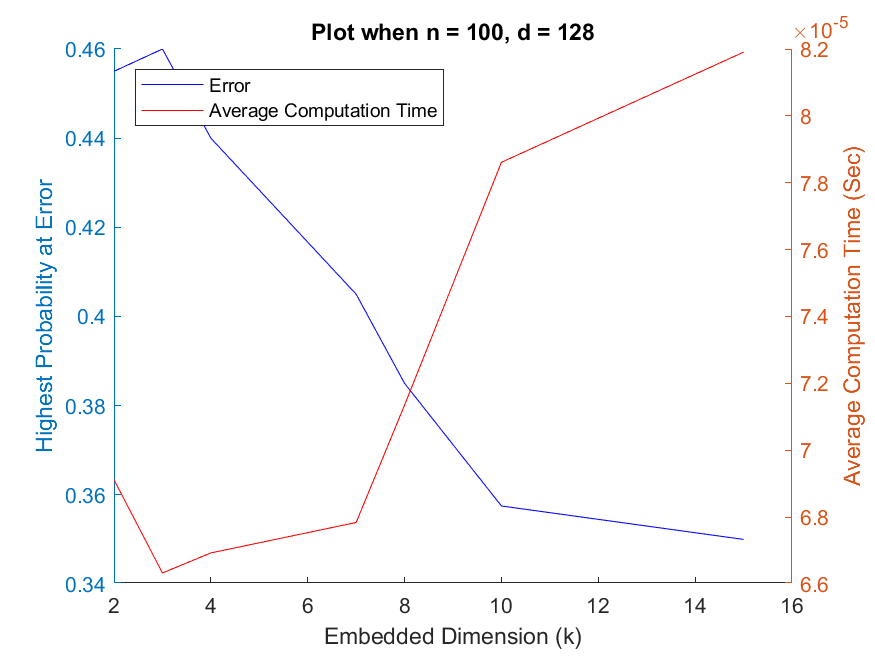 Plot when n = 100, d = 128
×10-5
0.46
0.44
0.42
0.4
0.38
0.36
0.34
Highest Probability at Error
Error
Average Computation Time
8.2
8
7.8
7.6
7.4
7.2
7
6.8
6.6
Average Computation Time (Sec)
2 4 6 8 10 12 14 16
Embedded Dimension (k)